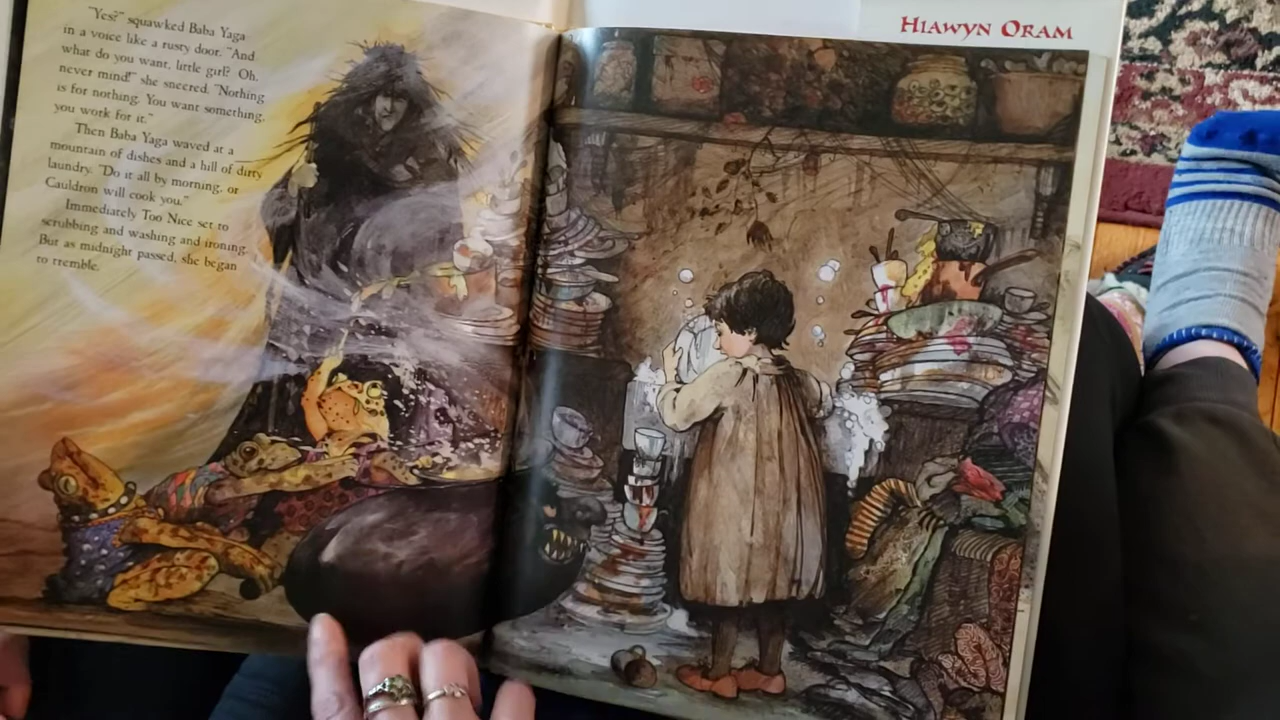 "Yes?" squawked Baba Yaga
in a voice like a rusty door. "And
what do you want, little girl? Oh,
never mind!" she sneered. "Nothing
is for nothing. You want something,
you work for it."
Then Baba Yaga waved at a
mountain of dishes and a hill of dirty
laundry. "Do it all by morning, or
Cauldron will cook you."
Immediately Too Nice set to
scrubbing and washing and ironing.
But as midnight passed, she began
to tremble.
HIAWYN ORAM